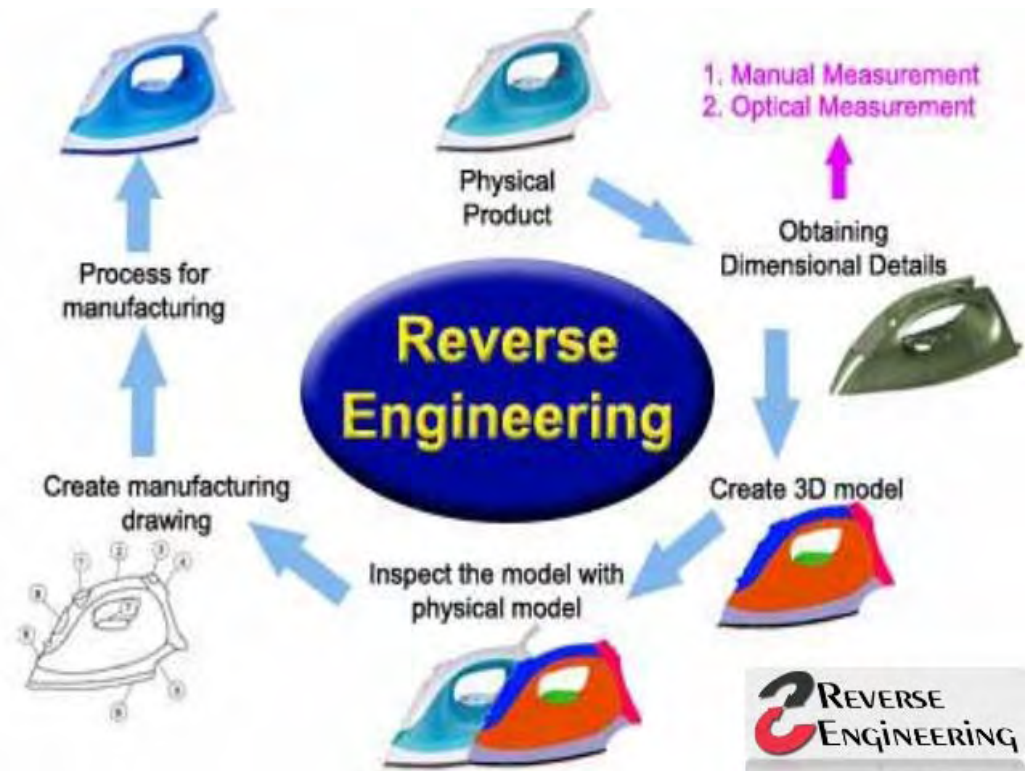 1. Manual Measurement
2. Optical Measurement
Physical
Product
Obtaining
Dimensional Details
Process for
manufacturing
Reverse
Engineering
Create manufacturing
drawing
Create 3D model
Inspect the model with
physical model
REVERSE
ENGINEERING